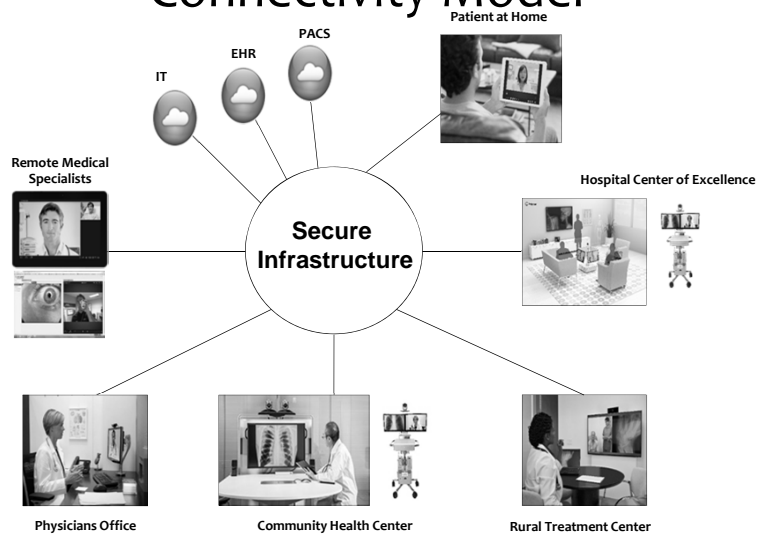 Connectivity Model
Patient at Home
PACS
EHR
IT
Remote Medical
Specialists
Hospital Center of Excellence
Secure
Infrastructure
Physicians Office
Community Health Center
Rural Treatment Center